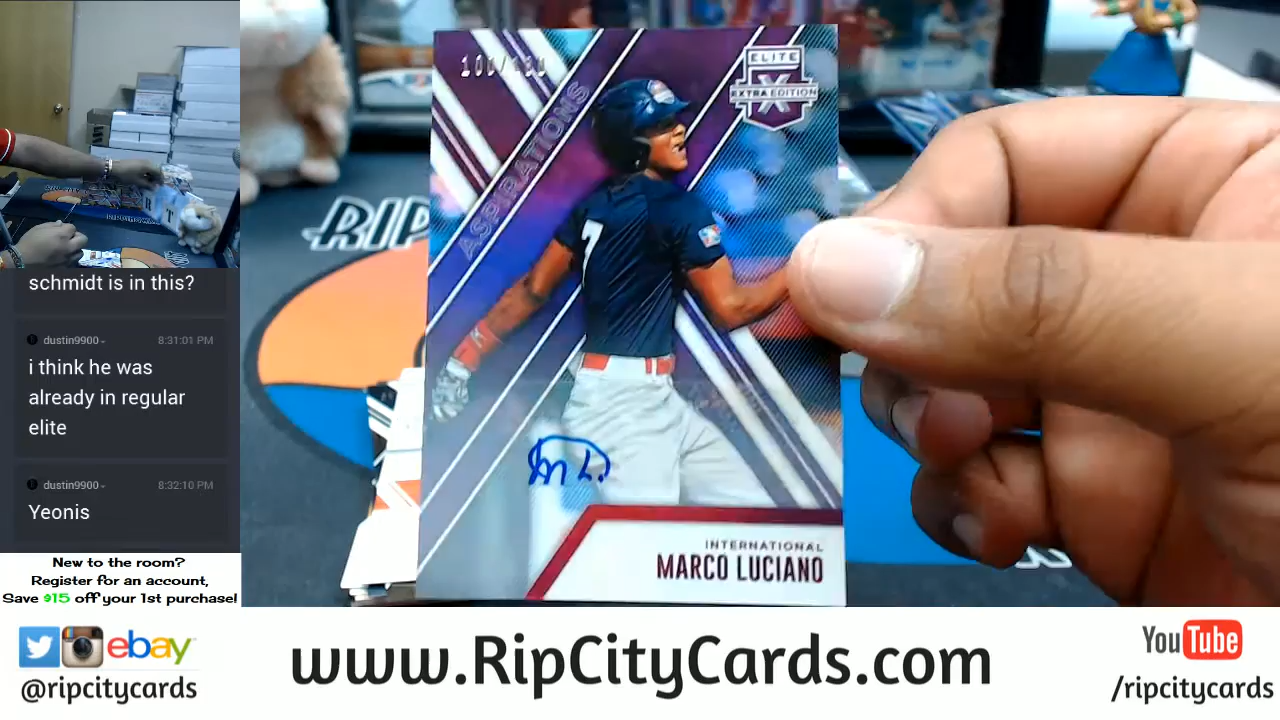 schmidt is in this?
dustin9900
8:31:01 PM
i think he was
already in regular
elite
dustin9900
8:32:10 PM
Yeonis
New to the room?
Register for an account,
Save $15 off your 1st purchase!
ASPIRATIONS
ELITE
X
EXTRA EDITION
7
INTERNATIONAL
MARCO LUCIANO
RIP
ebay
@ripcitycards
www.RipCityCards.com
YouTube
/ripcitycards